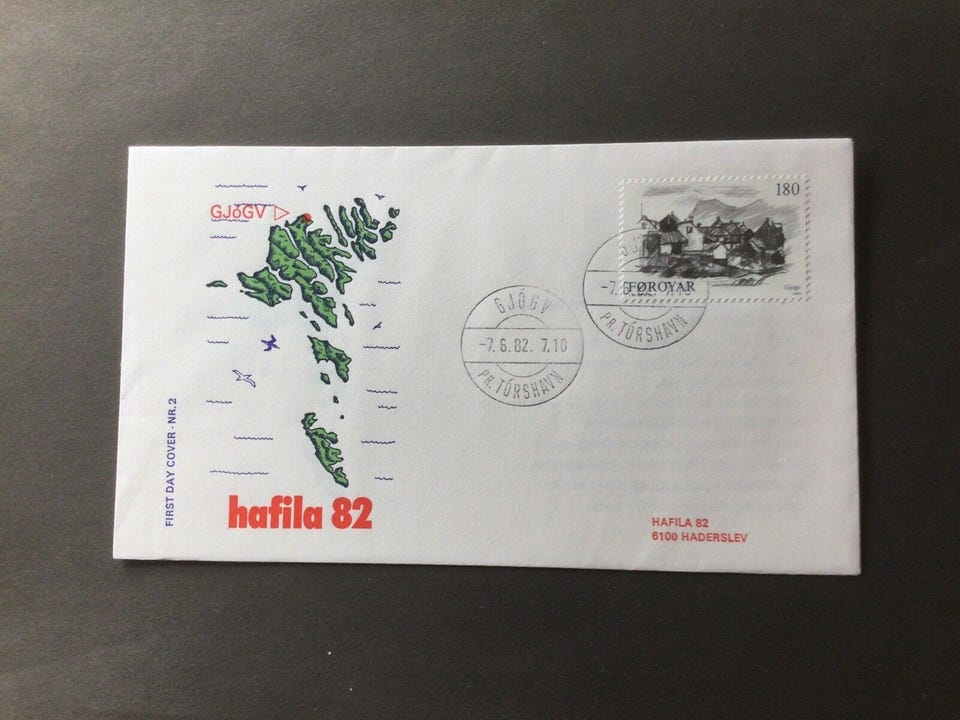 GJóGV
FIRST DAY COVER - NR. 2
hafila 82
GJÓGV
-7. 6. 82. 7.10
PR. TÓRSHAVN
180
FØROYAR
Gjógv
-7.6
PR. TÓRSHAVN
HAFILA 82
6100 HADERSLEV